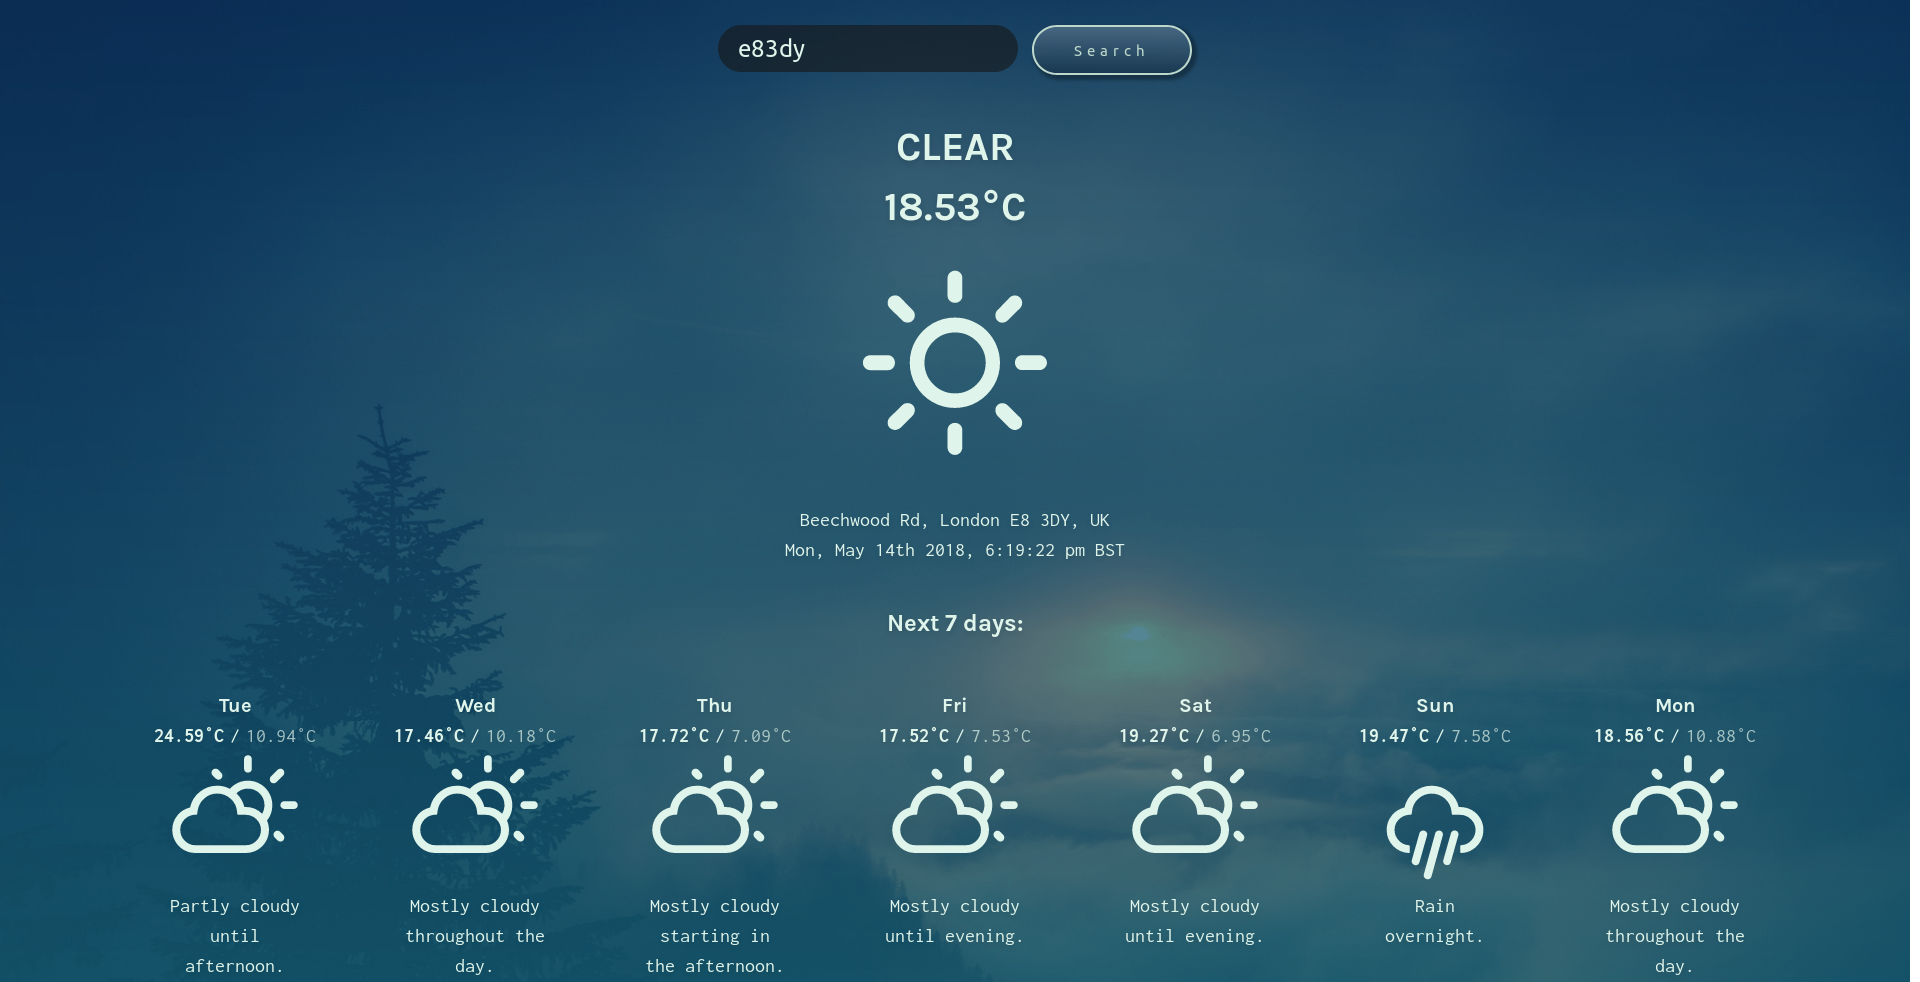 e83dy
Search
CLEAR
18.53°C
Beechwood Rd, London E8 3DY, UK
Mon, May 14th 2018, 6:19:22 pm BST
Next 7 days:
Tue
24.59°C / 10.94°C
Partly cloudy
until
afternoon.
Wed
17.46°C / 10.18°C
Mostly cloudy
throughout the
day.
Thu
17.72°C / 7.09°C
Mostly cloudy
starting in
the afternoon.
Fri
17.52°C / 7.53°C
Mostly cloudy
until evening.
Sat
19.27°C / 6.95°C
Mostly cloudy
until evening.
Sun
19.47°C / 7.58°C
Rain
overnight.
Mon
18.56°C / 10.88°C
Mostly cloudy
throughout the
day.